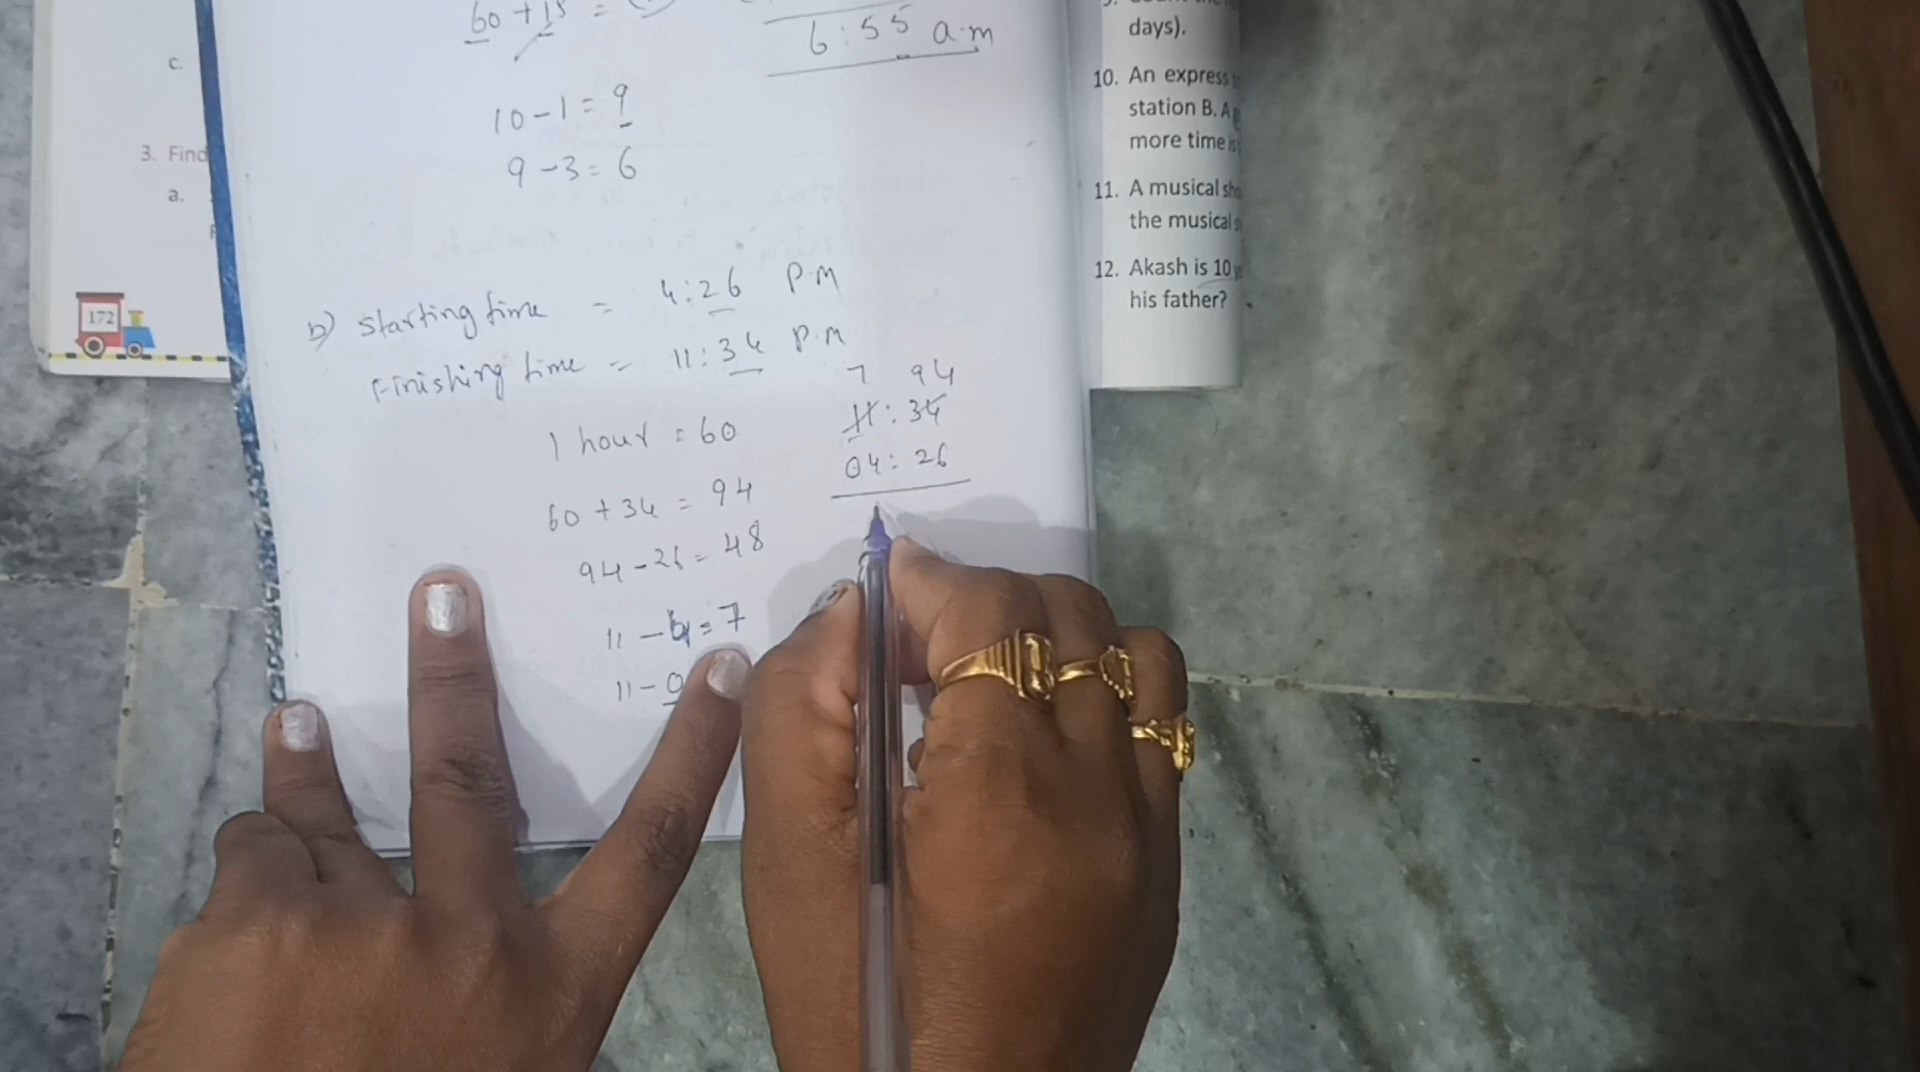 c.
3. Find
a.
172
60 + 15 =
6:55 a.m
10 - 1 = 9
9 - 3 = 6
b) starting time = 4:26 P.M
Finishing time = 11:34 P.M
7 94
11:34
04:26
1 hour = 60
60 + 34 = 94
94 - 26 = 48
11 - 4 = 7
11 -
days).
10. An express
station B. A
more time is
11. A musical
the musical
12. Akash is 10
his father?